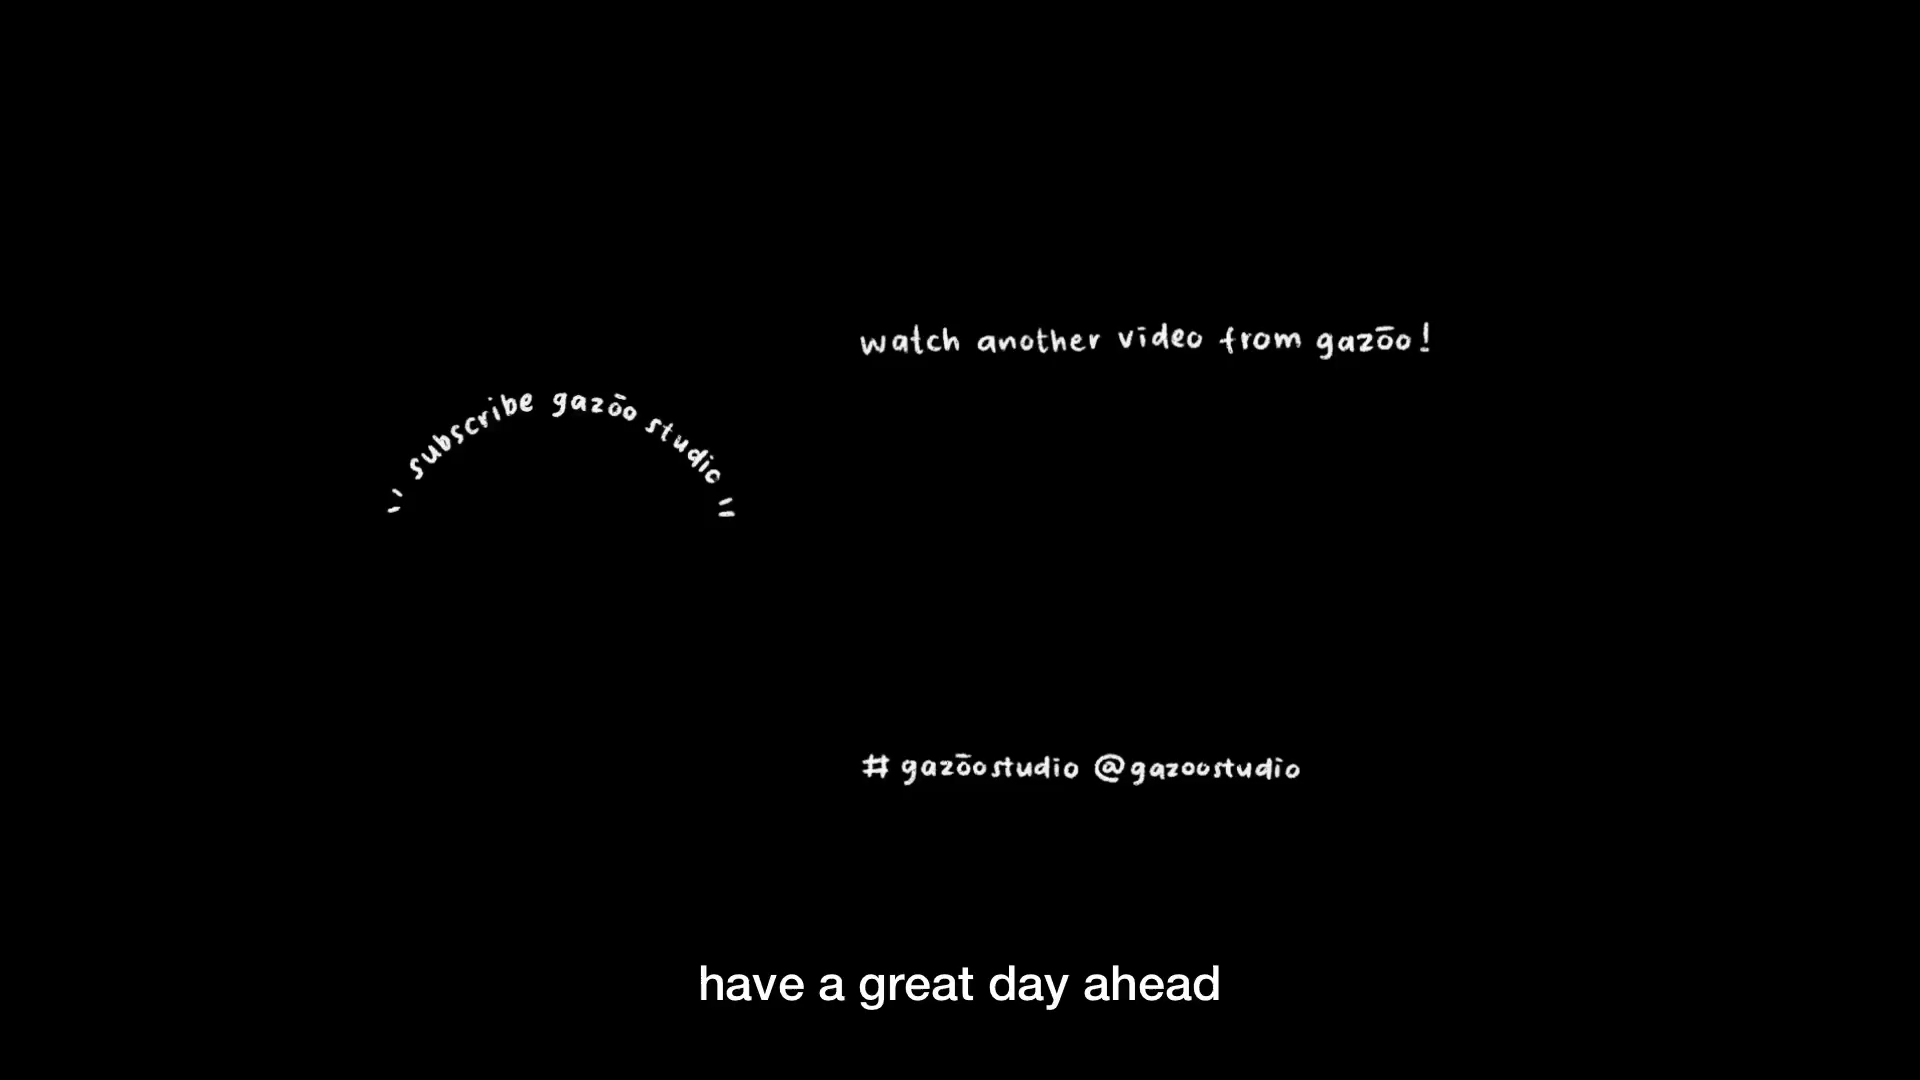 watch another video from gazōo!
subscribe gazōo studio
# gazōostudio @gazoostudio
have a great day ahead